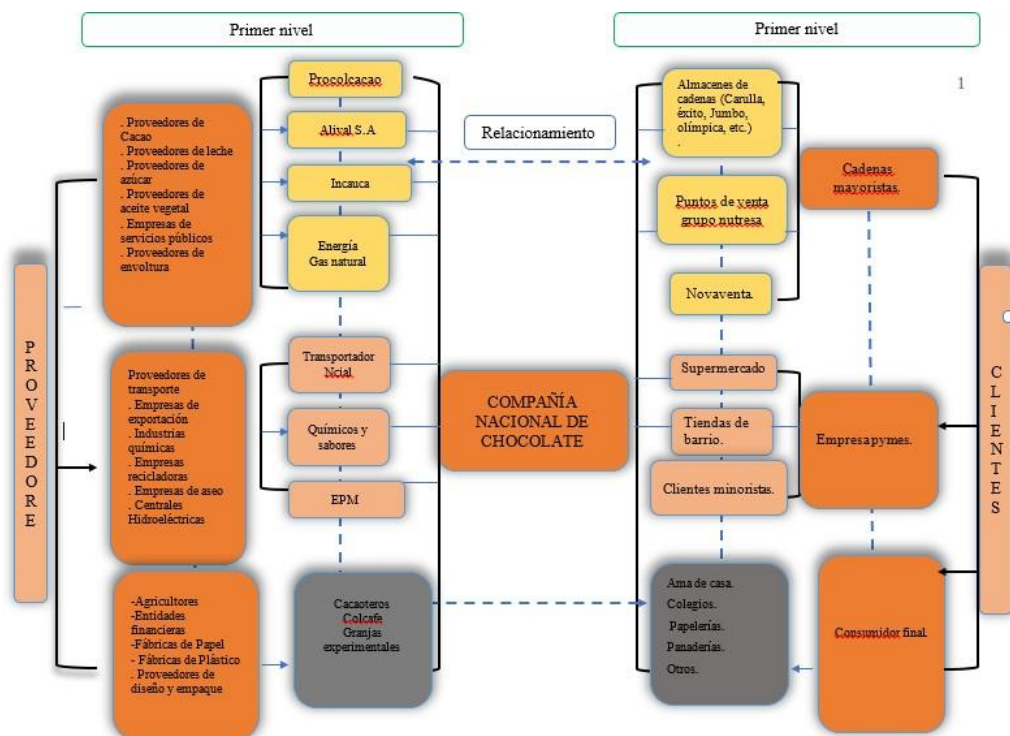 Primer nivel
Primer nivel
1
PROVEEDORE
. Proveedores de
Cacao
. Proveedores de leche
. Proveedores de
azúcar
. Proveedores de
aceite vegetal
. Empresas de
servicios públicos
. Proveedores de
envoltura
Proveedores de
transporte
. Empresas de
exportación
. Industrias
químicas
. Empresas
recicladoras
. Empresas de aseo
. Centrales
Hidroeléctricas
-Agricultores
-Entidades
financieras
-Fábricas de Papel
- Fábricas de Plástico
. Proveedores de
diseño y empaque
Procolcacao
Alival S.A
Incauca
Energía
Gas natural
Transportador
Ncial
Químicos y
sabores
EPM
Cacaoteros
Colcafe
Granjas
experimentales
Relacionamiento
COMPAÑÍA
NACIONAL DE
CHOCOLATE
Almacenes de
cadenas (Carulla,
éxito, Jumbo,
olímpica, etc.)
.
Puntos de venta
grupo nutresa
Novaventa.
Supermercado
Tiendas de
barrio.
Clientes minoristas.
Ama de casa.
Colegios.
Papelerías.
Panaderías.
Otros.
Cadenas
mayoristas.
Empresa pymes.
Consumidor final.
CLIENTES